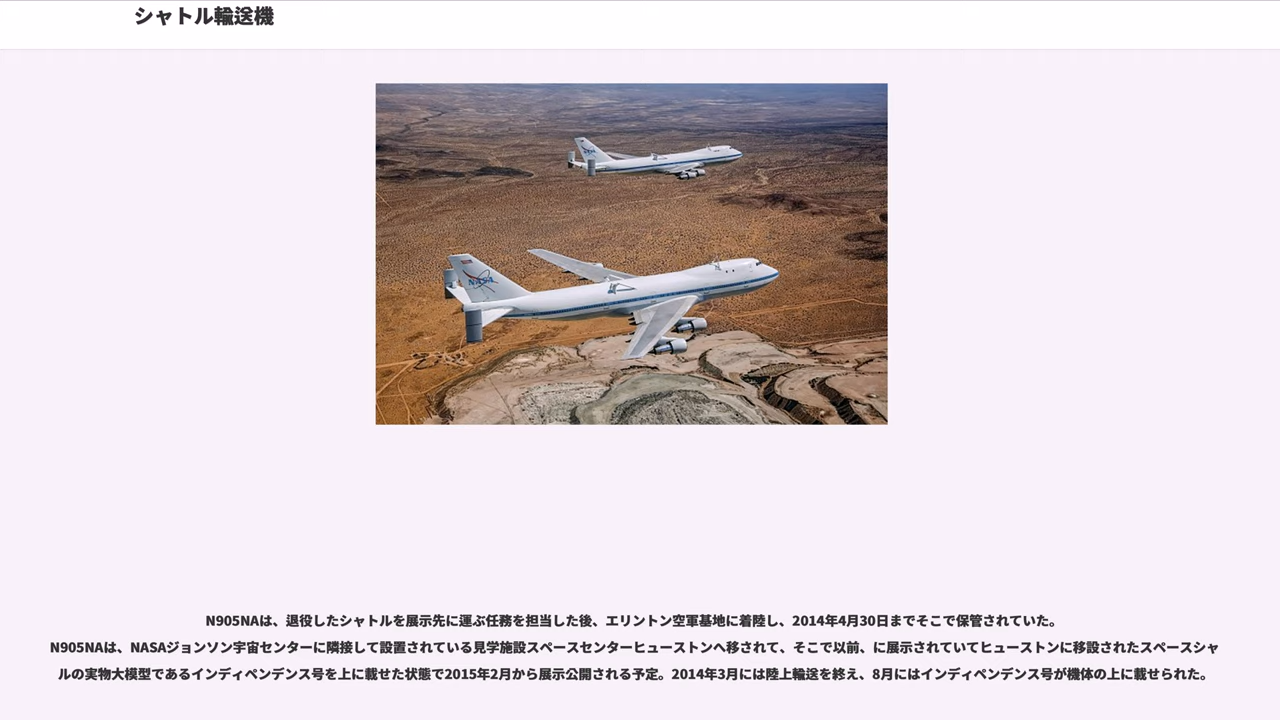 シャトル輸送機
NASA
NASA
N905NAは、退役したシャトルを展示先に運ぶ任務を担当した後、エリントン空軍基地に着陸し、2014年4月30日までそこで保管されていた。
N905NAは、NASAジョンソン宇宙センターに隣接して設置されている見学施設スペースセンターヒューストンへ移されて、そこで以前、に展示されていてヒューストンに移設されたスペースシャ
ルの実物大模型であるインディペンデンス号を上に載せた状態で2015年2月から展示公開される予定。2014年3月には陸上輸送を終え、8月にはインディペンデンス号が機体の上に載せられた。